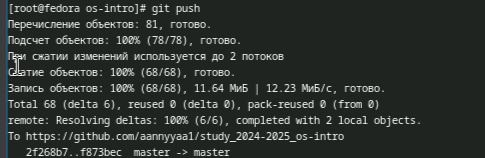 [root@fedora os-intro]# git push
Перечисление объектов: 81, готово.
Подсчет объектов: 100% (78/78), готово.
При сжатии изменений используется до 2 потоков
Сжатие объектов: 100% (68/68), готово.
Запись объектов: 100% (68/68), 11.64 МиБ | 12.23 МиБ/с, готово.
Total 68 (delta 6), reused 0 (delta 0), pack-reused 0 (from 0)
remote: Resolving deltas: 100% (6/6), completed with 2 local objects.
To https://github.com/aannyyaa1/study_2024-2025_os-intro
2f268b7..f873bec master -> master